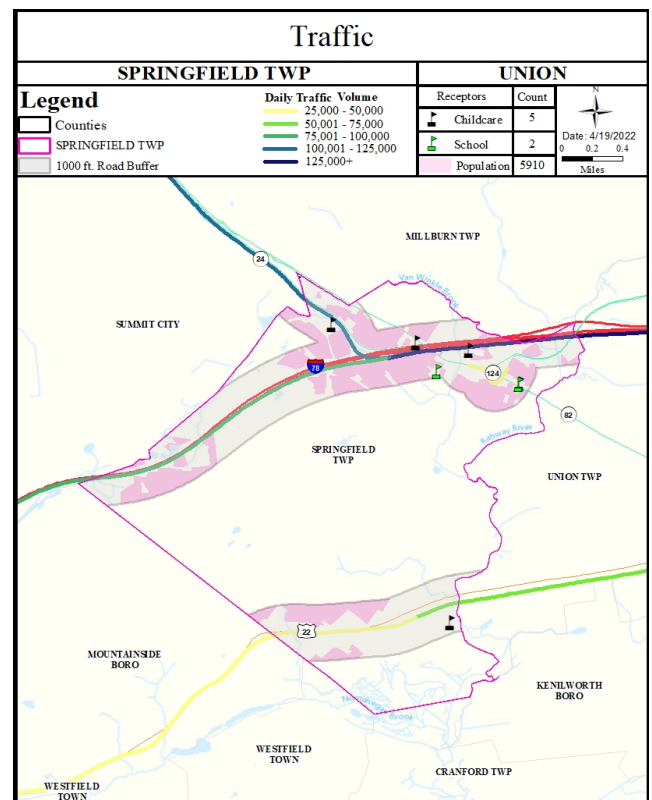 Traffic
SPRINGFIELD TWP
UNION
Legend
Counties
SPRINGFIELD TWP
1000 ft. Road Buffer
Daily Traffic Volume
25,000 - 50,000
50,001 - 75,000
75,001 - 100,000
100,001 - 125,000
125,000+
Receptors Count
Childcare 5
School 2
Population 5910
N
Date: 4/19/2022
0 0.2 0.4
Miles
MILLBURN TWP
24
Van Winkle Brook
SUMMIT CITY
78
124
82
Rahway River
SPRINGFIELD
TWP
UNION TWP
22
MOUNTAINSIDE
BORO
KENILWORTH
BORO
Nomahegan Brook
WESTFIELD
TOWN
CRANFORD TWP
WESTFIELD
TOWN